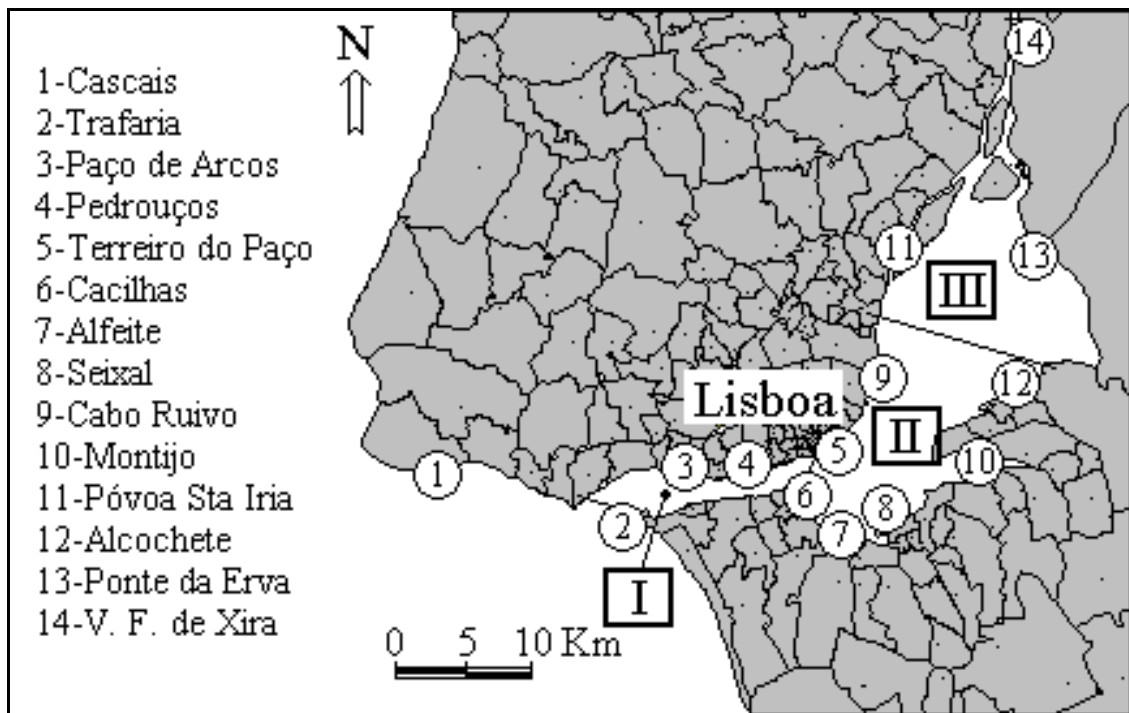 1-Cascais
2-Trafaria
3-Paço de Arcos
4-Pedrouços
5-Terreiro do Paço
6-Cacilhas
7-Alfeite
8-Seixal
9-Cabo Ruivo
10-Montijo
11-Póvoa Sta Iria
12-Alcochete
13-Ponte da Erva
14-V. F. de Xira
N
14
11
13
III
9
12
Lisboa
II
5
10
3
4
1
6
8
2
7
I
0 5 10 Km